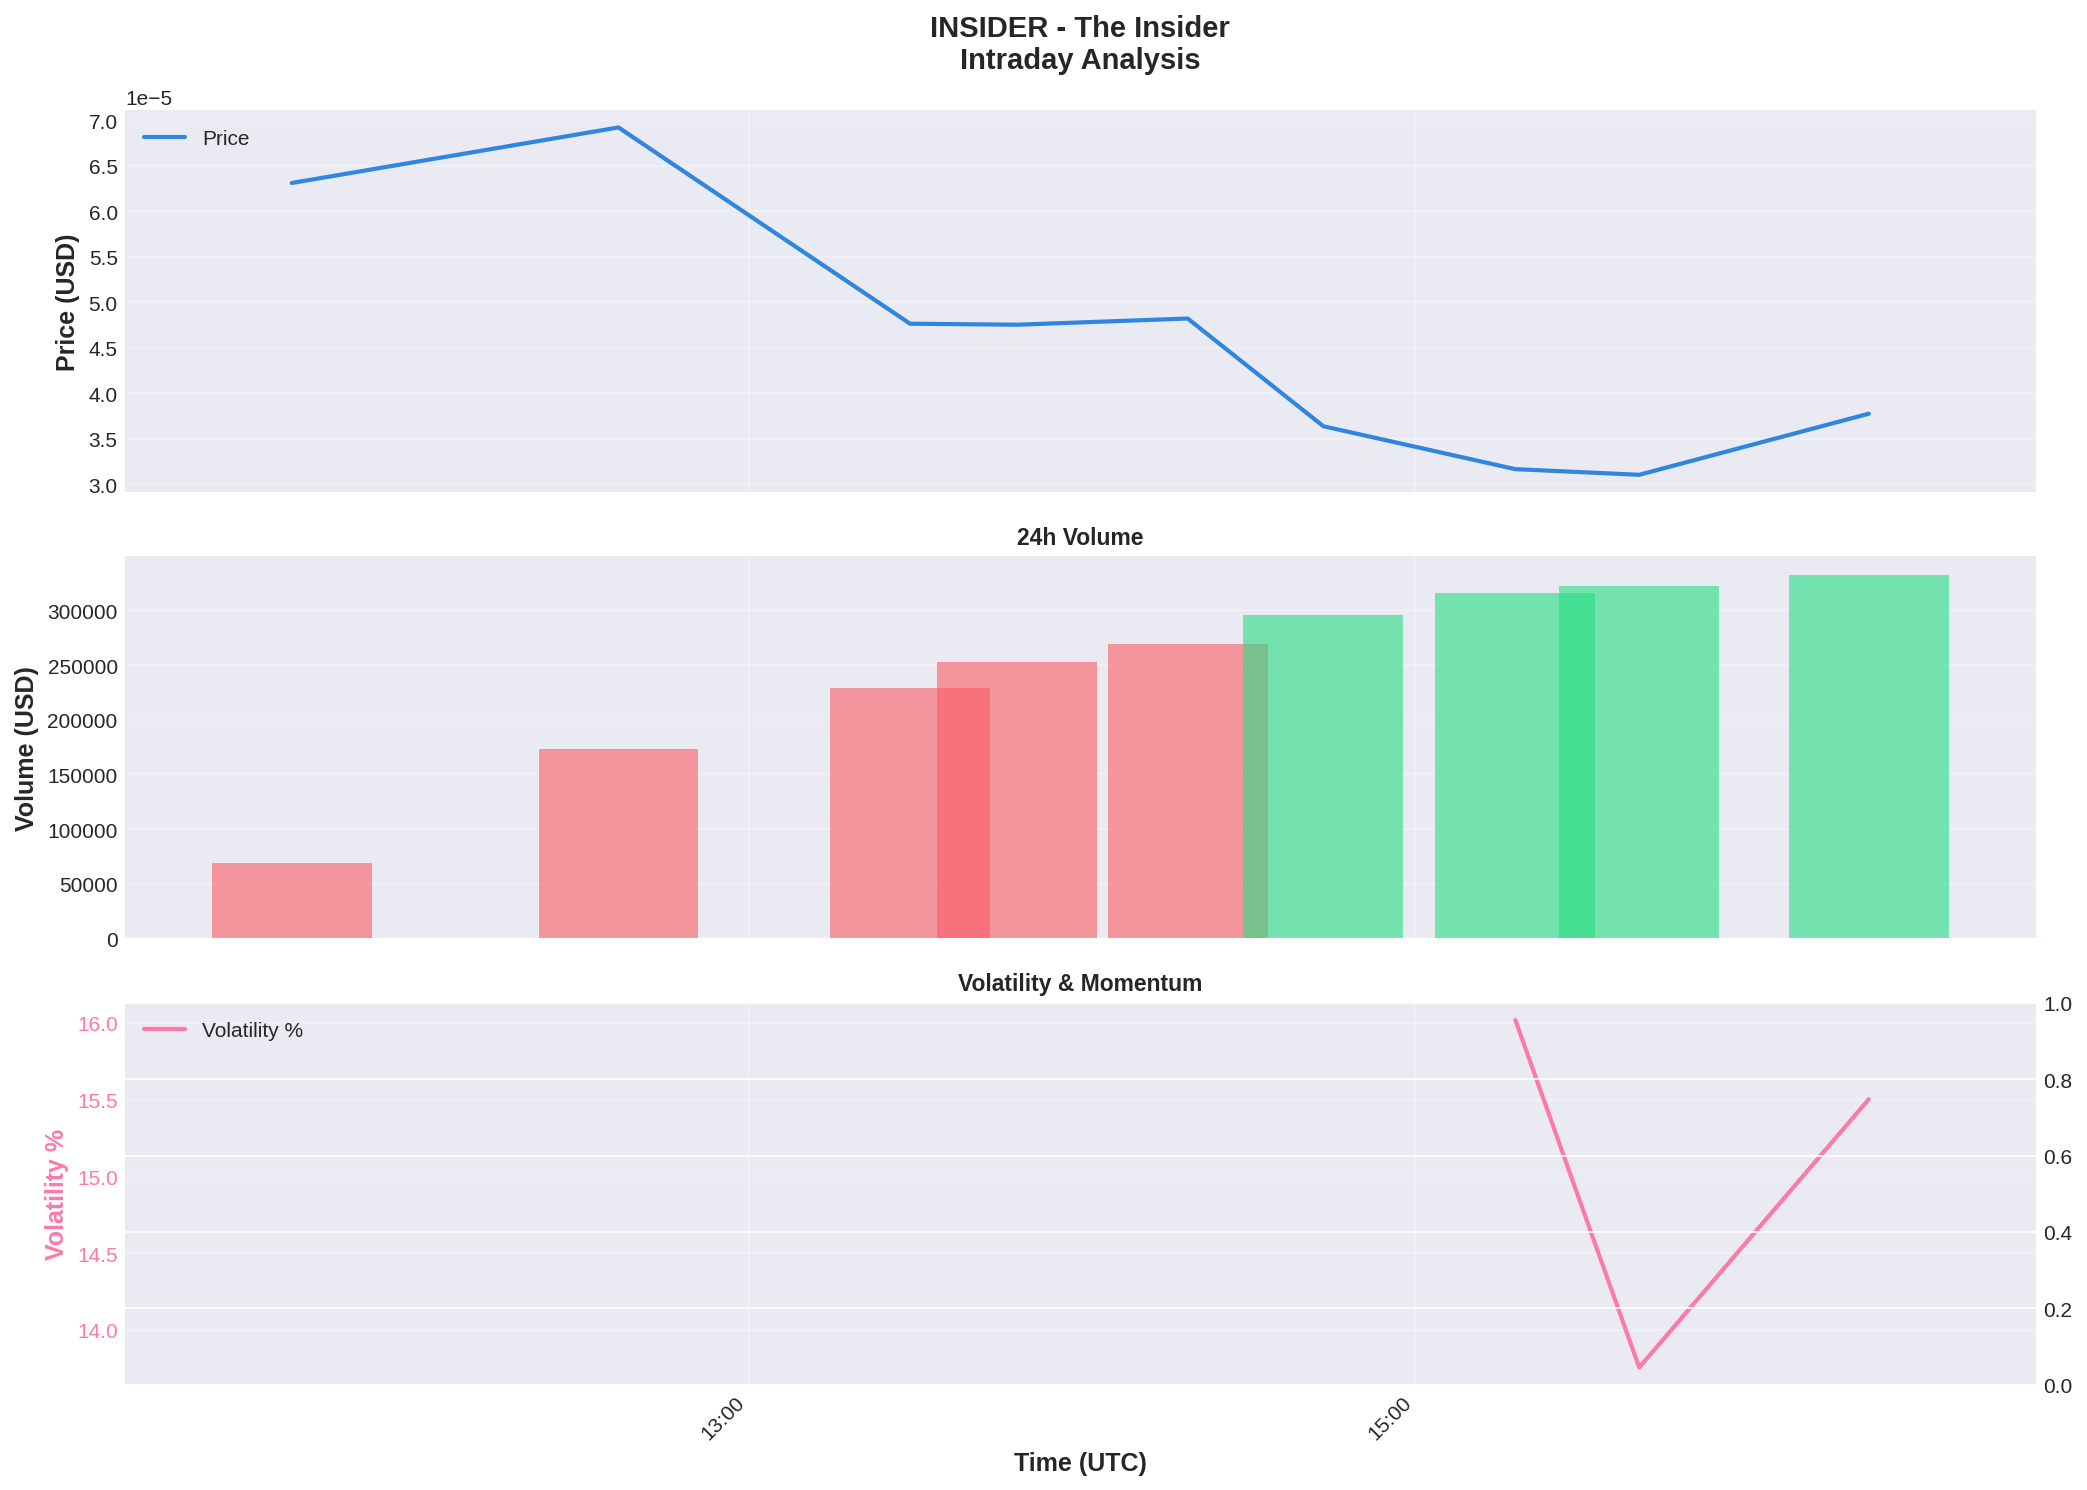 INSIDER - The Insider
Intraday Analysis
1e−5
7.0
6.5
6.0
5.5
5.0
4.5
4.0
3.5
3.0
Price (USD)
Price
24h Volume
300000
250000
200000
150000
100000
50000
0
Volume (USD)
Volatility & Momentum
16.0
15.5
15.0
14.5
14.0
Volatility %
Volatility %
1.0
0.8
0.6
0.4
0.2
0.0
13:00
15:00
Time (UTC)